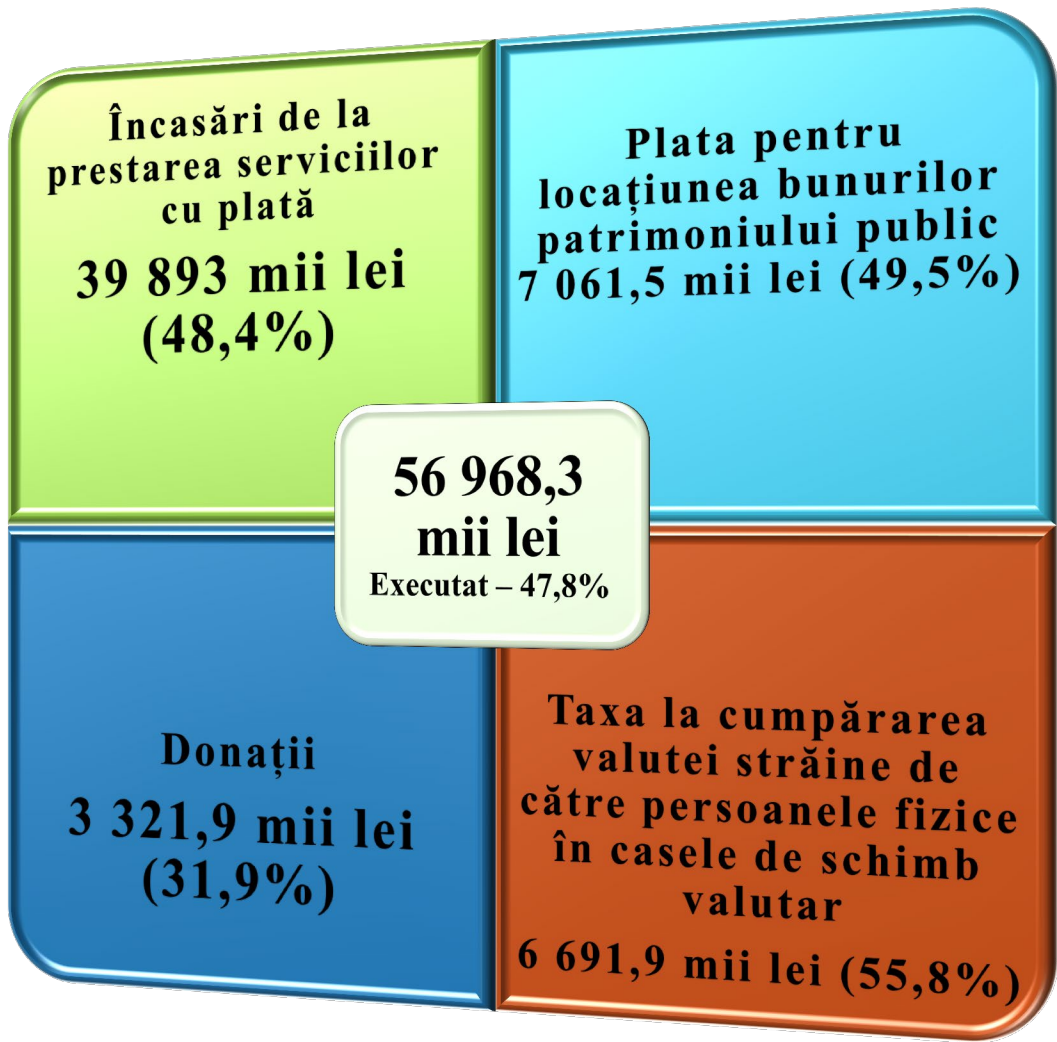 Încasări de la
prestarea serviciilor
cu plată
39 893 mii lei
(48,4%)
Plata pentru
locațiunea bunurilor
patrimoniului public
7 061,5 mii lei (49,5%)
56 968,3
mii lei
Executat – 47,8%
Donații
3 321,9 mii lei
(31,9%)
Taxa la cumpărarea
valutei străine de
către persoanele fizice
în casele de schimb
valutar
6 691,9 mii lei (55,8%)